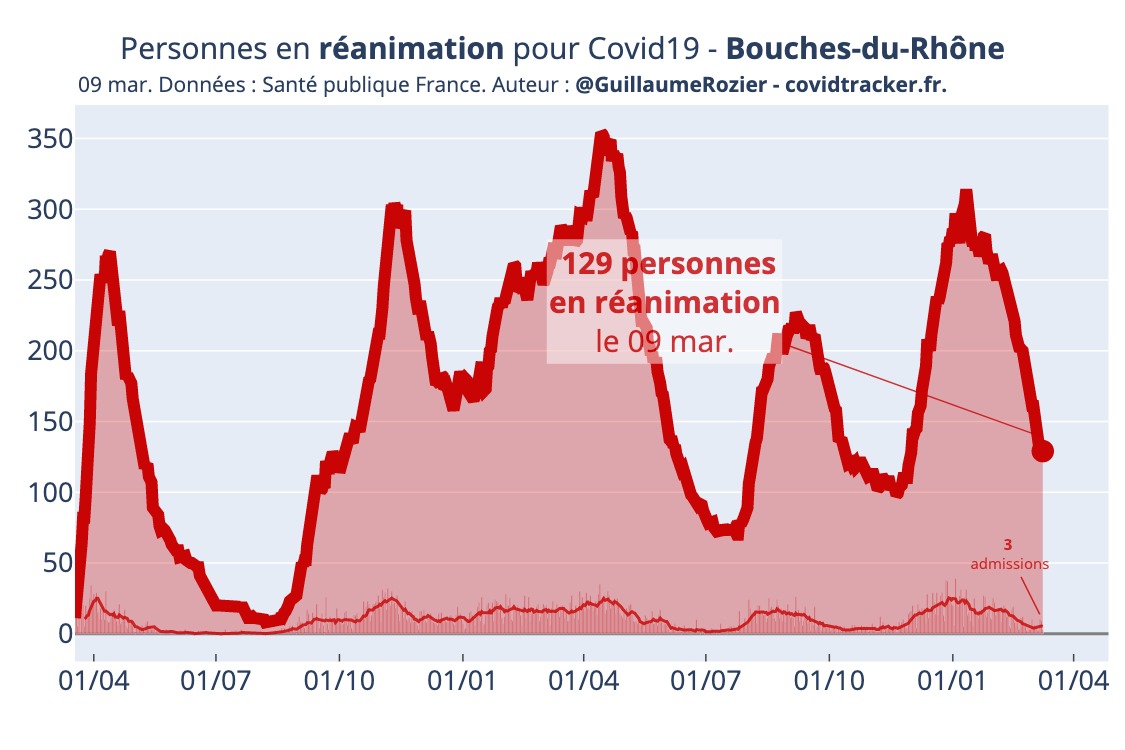 Personnes en réanimation pour Covid19 - Bouches-du-Rhône
09 mar. Données : Santé publique France. Auteur : @GuillaumeRozier - covidtracker.fr.
350
300
250
200
150
100
50
0
129 personnes
en réanimation
le 09 mar.
3
admissions
01/04 01/07 01/10 01/01 01/04 01/07 01/10 01/01 01/04